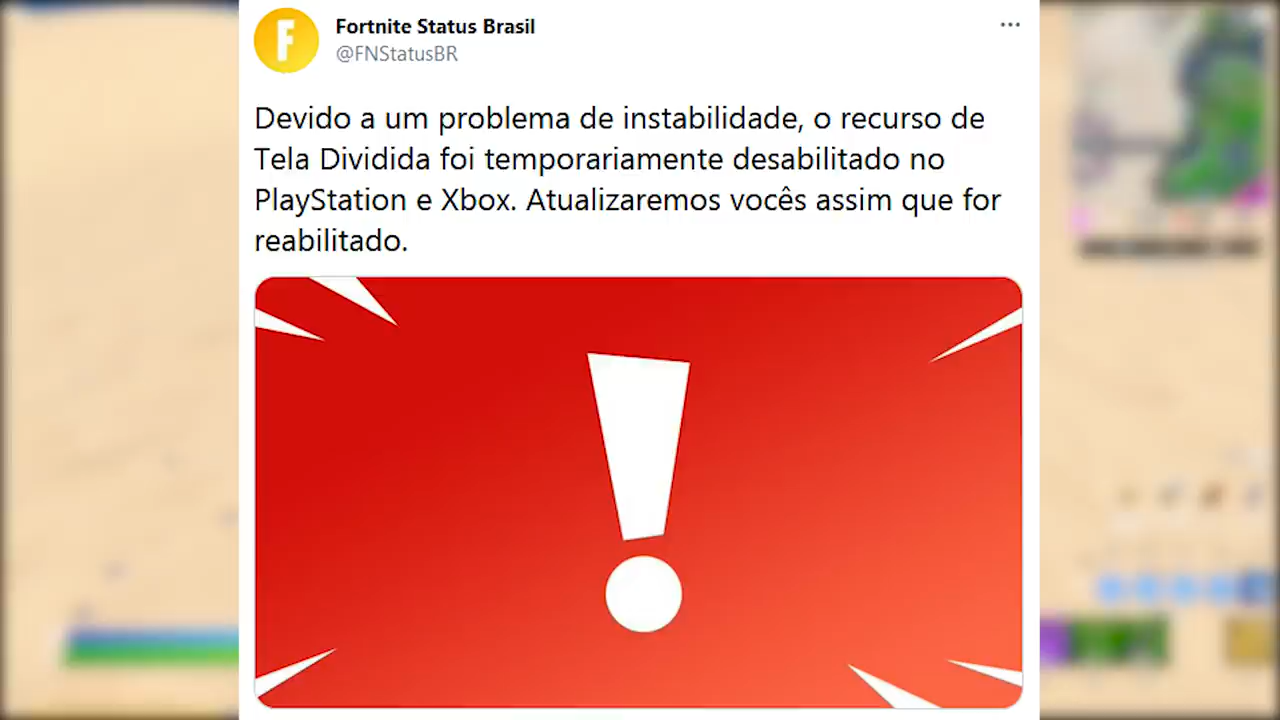 Fortnite Status Brasil
@FNStatusBR
Devido a um problema de instabilidade, o recurso de
Tela Dividida foi temporariamente desabilitado no
PlayStation e Xbox. Atualizaremos vocês assim que for
reabilitado.